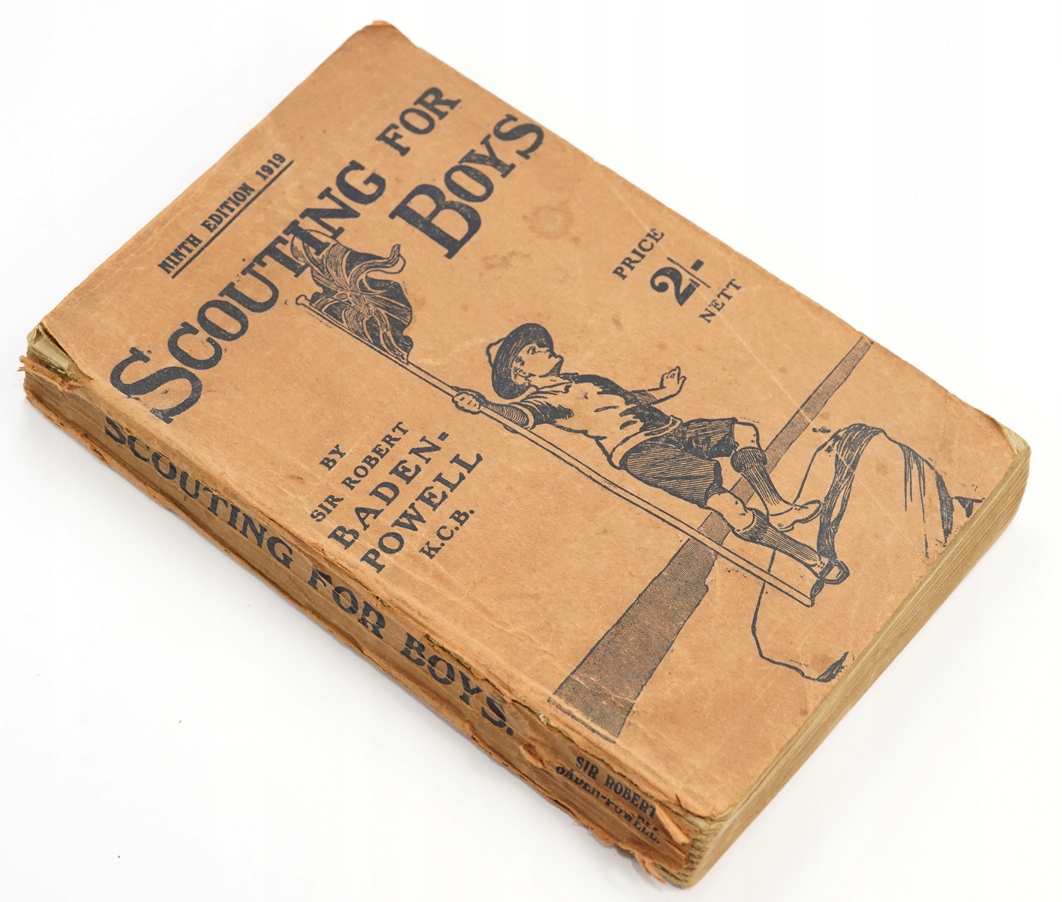 NINTH EDITION 1919
SCOUTING FOR
BOYS
PRICE
2/-
NETT
BY
SIR ROBERT
BADEN-
POWELL
K.C.B.
SCOUTING FOR BOYS.
SIR ROBERT
BADEN-POWELL.